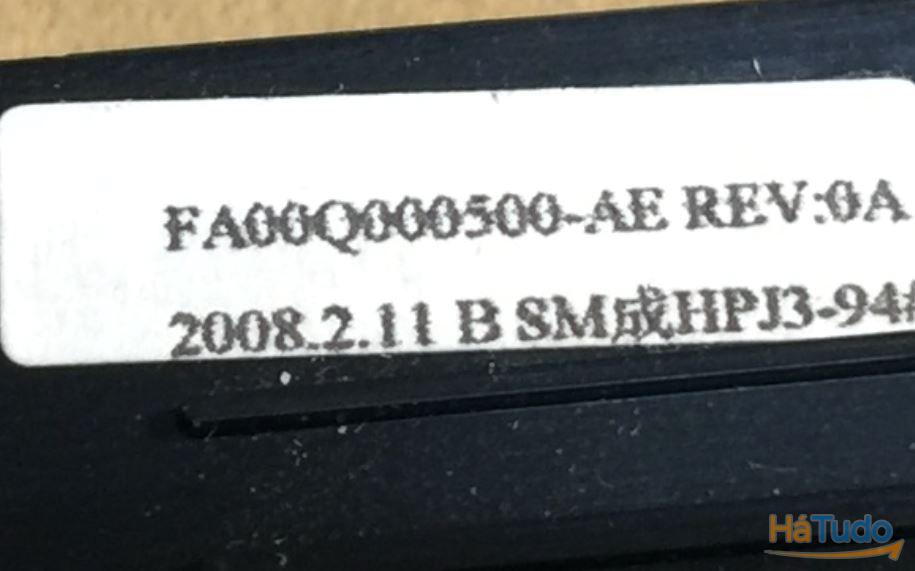 FA00Q000500-AE REV:0A
2008.2.11 B SM成HPJ3-94#
HáTudo